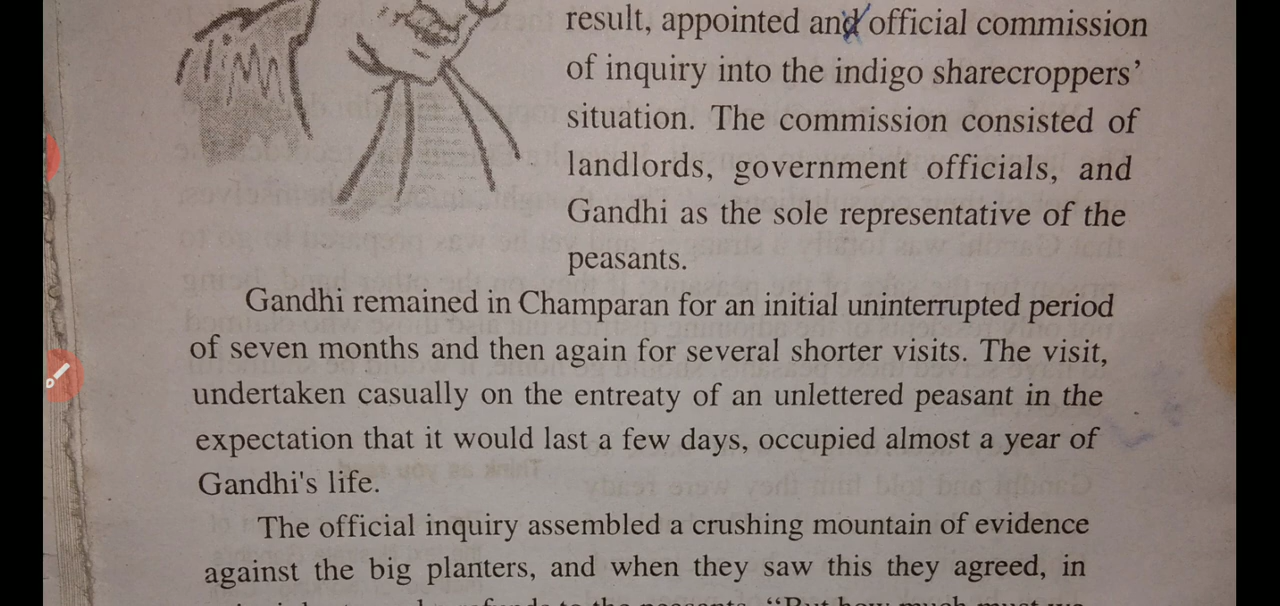 result, appointed and official commission
of inquiry into the indigo sharecroppers’
situation. The commission consisted of
landlords, government officials, and
Gandhi as the sole representative of the
peasants.
Gandhi remained in Champaran for an initial uninterrupted period
of seven months and then again for several shorter visits. The visit,
undertaken casually on the entreaty of an unlettered peasant in the
expectation that it would last a few days, occupied almost a year of
Gandhi's life.
The official inquiry assembled a crushing mountain of evidence
against the big planters, and when they saw this they agreed, in